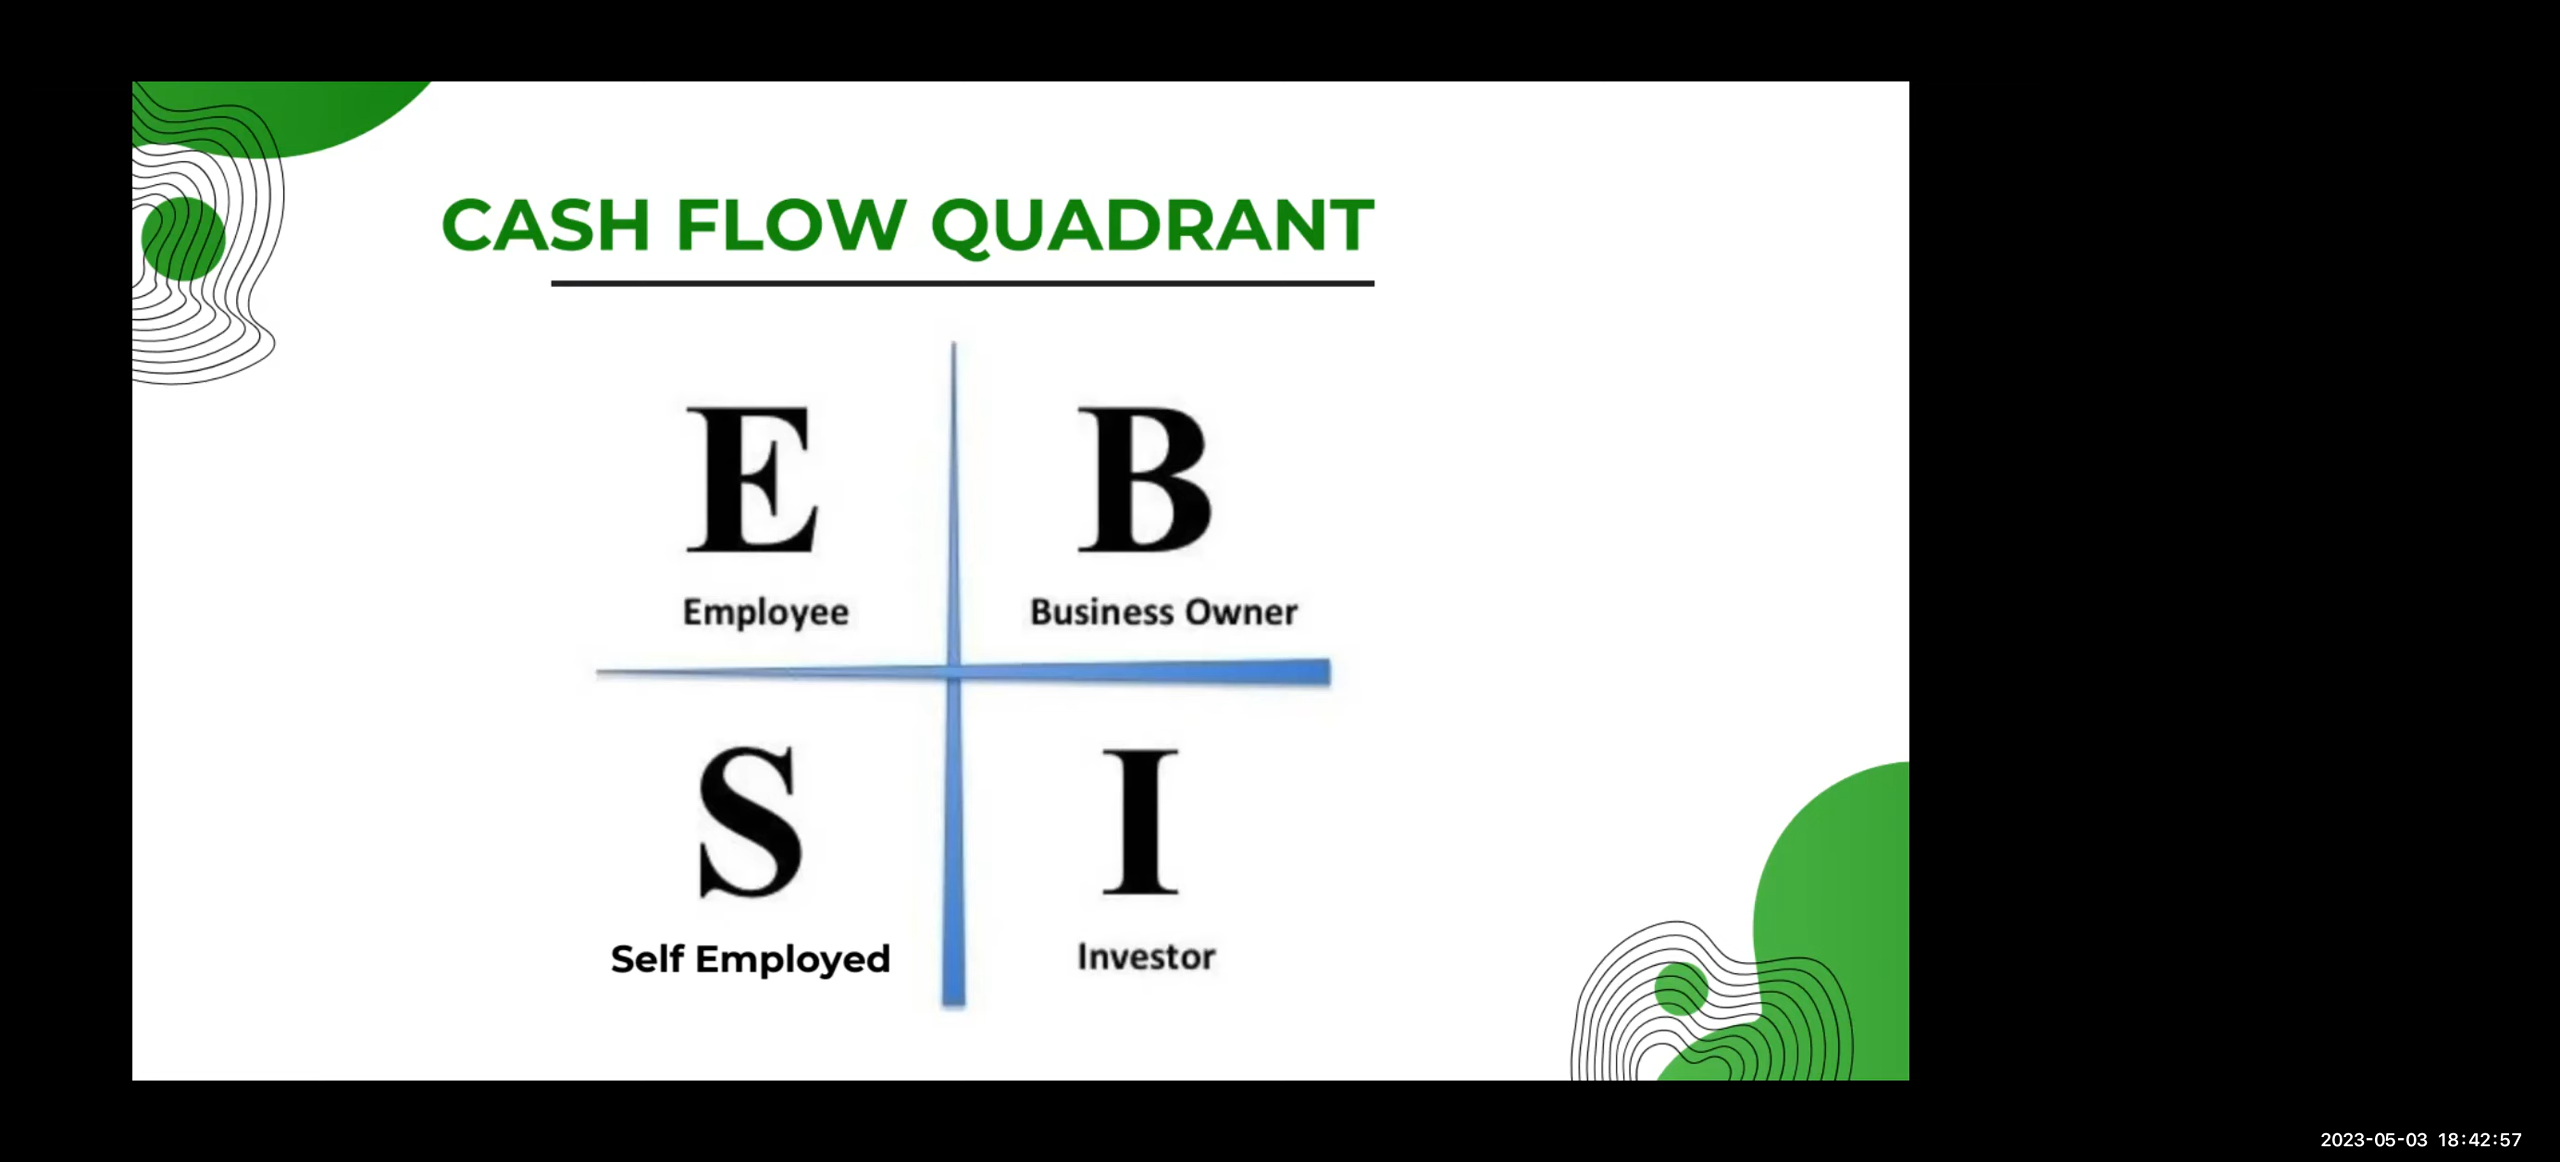 CASH FLOW QUADRANT
E
B
Employee
Business Owner
S
I
Self Employed
Investor
2023-05-03 18:42:57